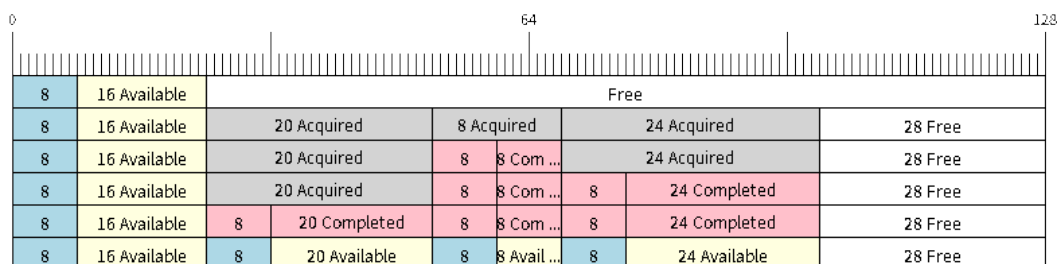 0 64 128
8 16 Available Free
8 16 Available 20 Acquired 8 Acquired 24 Acquired 28 Free
8 16 Available 20 Acquired 8 8 Com ... 24 Acquired 28 Free
8 16 Available 20 Acquired 8 8 Com ... 8 24 Completed 28 Free
8 16 Available 8 20 Completed 8 8 Com ... 8 24 Completed 28 Free
8 16 Available 8 20 Available 8 8 Avail ... 8 24 Available 28 Free